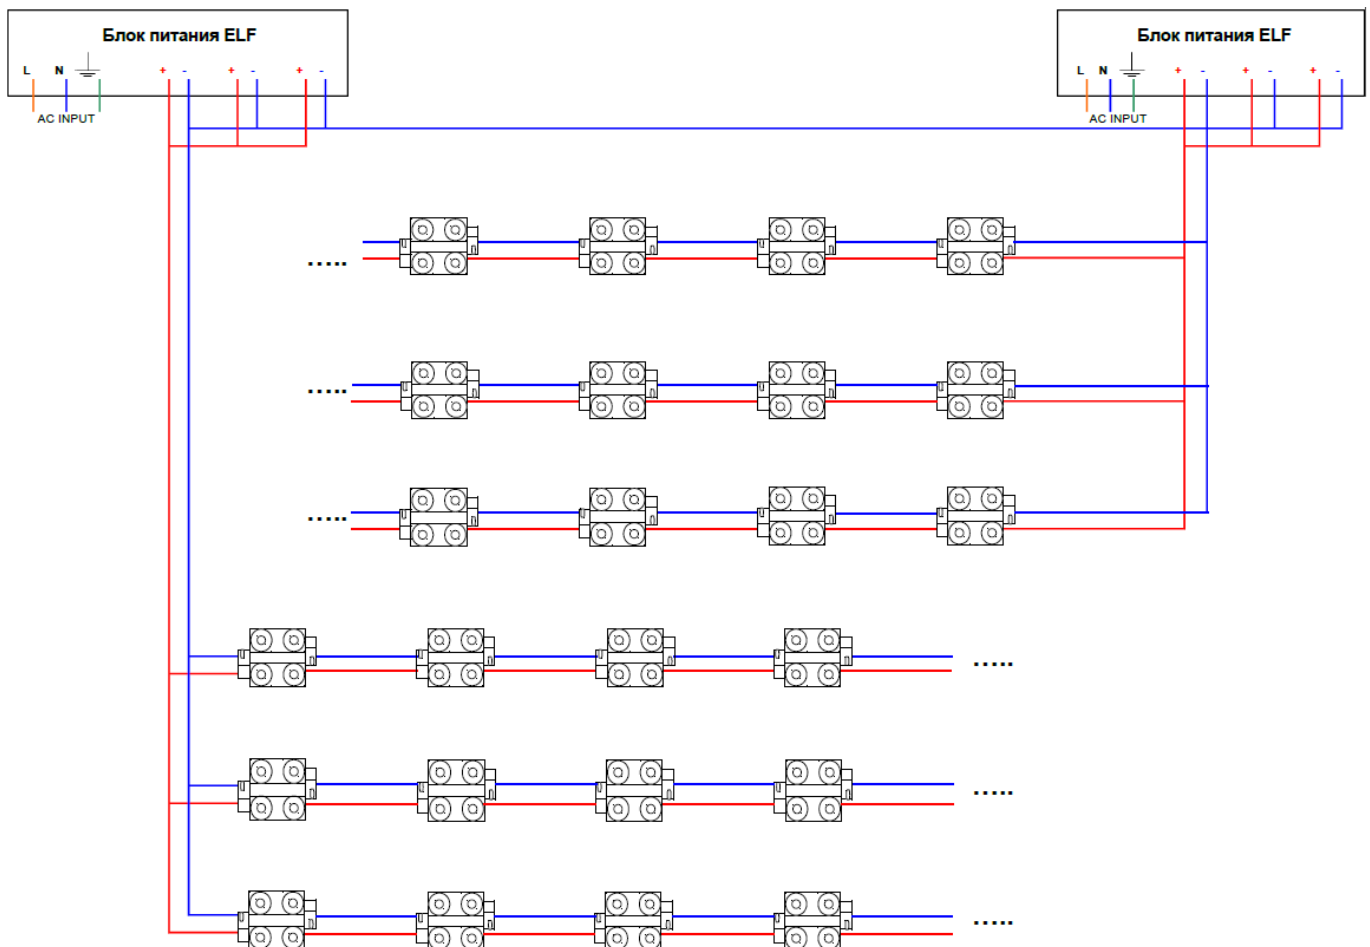 Блок питания ELF
L N + - + - + -
AC INPUT
Блок питания ELF
L N + - + - + -
AC INPUT
.....
.....
.....
.....
.....
.....